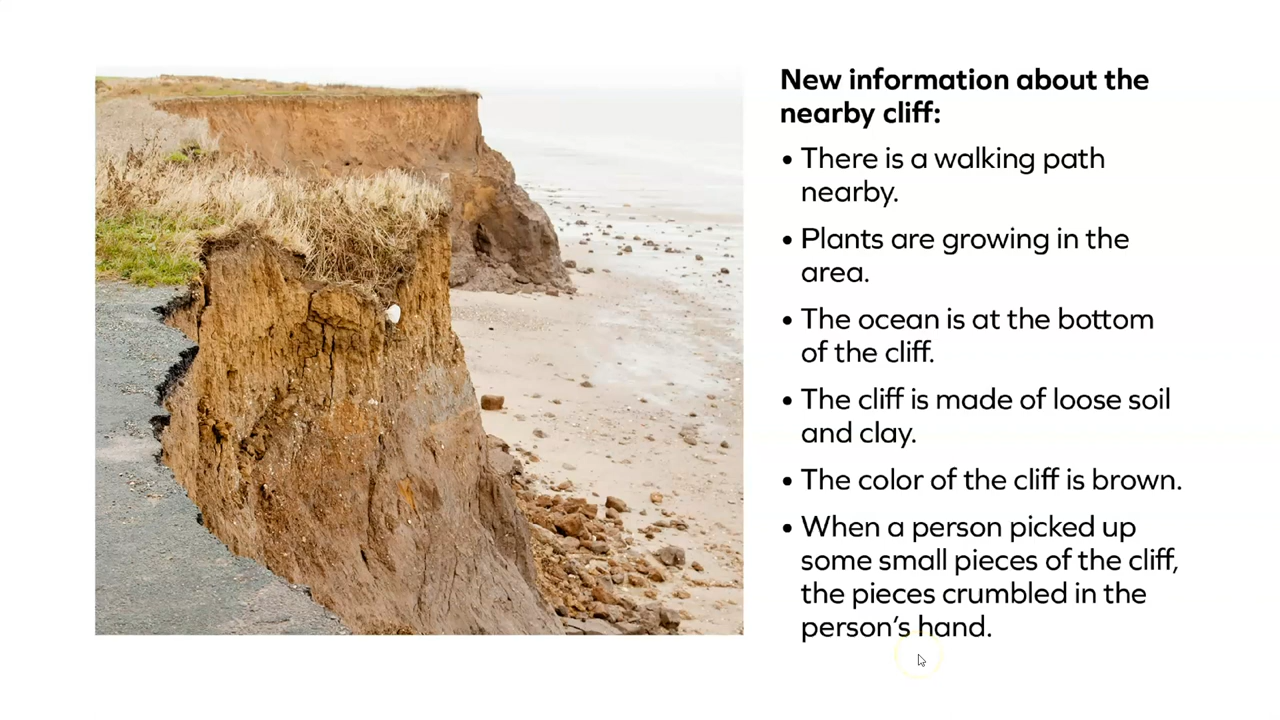 New information about the
nearby cliff:
• There is a walking path
nearby.
• Plants are growing in the
area.
• The ocean is at the bottom
of the cliff.
• The cliff is made of loose soil
and clay.
• The color of the cliff is brown.
• When a person picked up
some small pieces of the cliff,
the pieces crumbled in the
person’s hand.